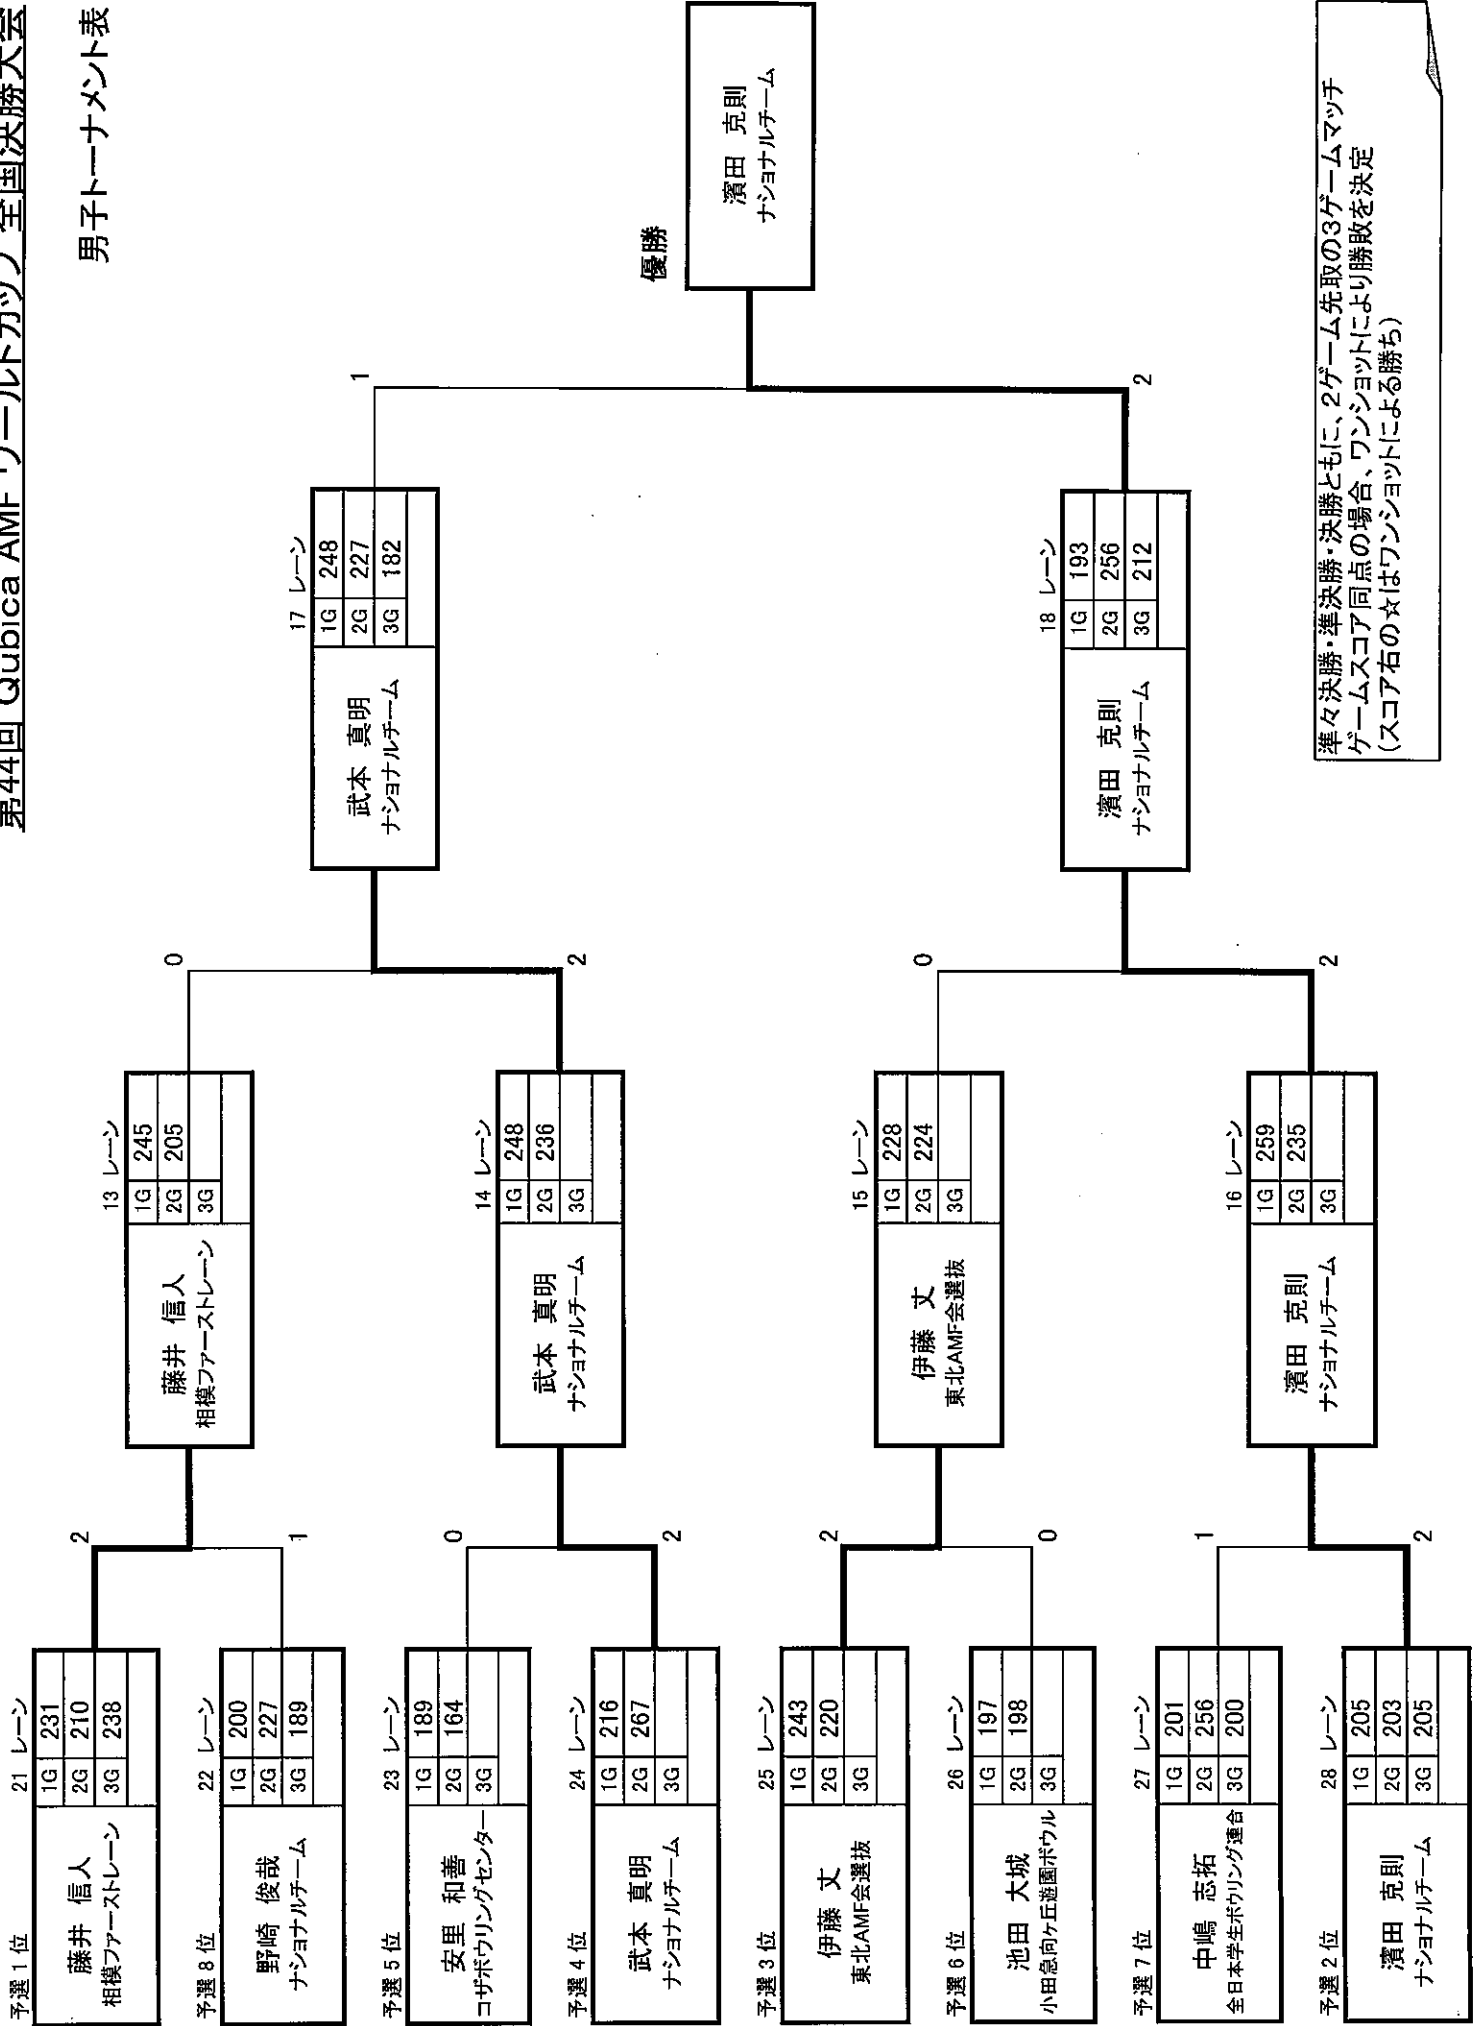 第44回 Qubica AMF ワールドカップ 全国決勝大会
男子トーナメント表
予選 1 位
21 レーン
藤井 信人
相模ファーストレーン
1G 231
2G 210
3G 238
2
予選 8 位
22 レーン
野崎 俊哉
ナショナルチーム
1G 200
2G 227
3G 189
1
予選 5 位
23 レーン
安里 和善
コザボウリングセンター
1G 189
2G 164
3G
0
予選 4 位
24 レーン
武本 真明
ナショナルチーム
1G 216
2G 267
3G
2
予選 3 位
25 レーン
伊藤 丈
東北AMF会選抜
1G 243
2G 220
3G
2
予選 6 位
26 レーン
池田 大城
小田急向ケ丘遊園ボウル
1G 197
2G 198
3G
0
予選 7 位
27 レーン
中嶋 志拓
全日本学生ボウリング連合
1G 201
2G 256
3G 200
1
予選 2 位
28 レーン
濱田 克則
ナショナルチーム
1G 205
2G 203
3G 205
2
13 レーン
藤井 信人
相模ファーストレーン
1G 245
2G 205
3G
0
14 レーン
武本 真明
ナショナルチーム
1G 248
2G 236
3G
2
15 レーン
伊藤 丈
東北AMF会選抜
1G 228
2G 224
3G
0
16 レーン
濱田 克則
ナショナルチーム
1G 259
2G 235
3G
2
17 レーン
武本 真明
ナショナルチーム
1G 248
2G 227
3G 182
1
18 レーン
濱田 克則
ナショナルチーム
1G 193
2G 256
3G 212
2
優勝
濱田 克則
ナショナルチーム
準々決勝・準決勝・決勝ともに、2ゲーム先取の3ゲームマッチ
ゲームスコア同点の場合、ワンショットにより勝敗を決定
(スコア右の☆はワンショットによる勝ち)